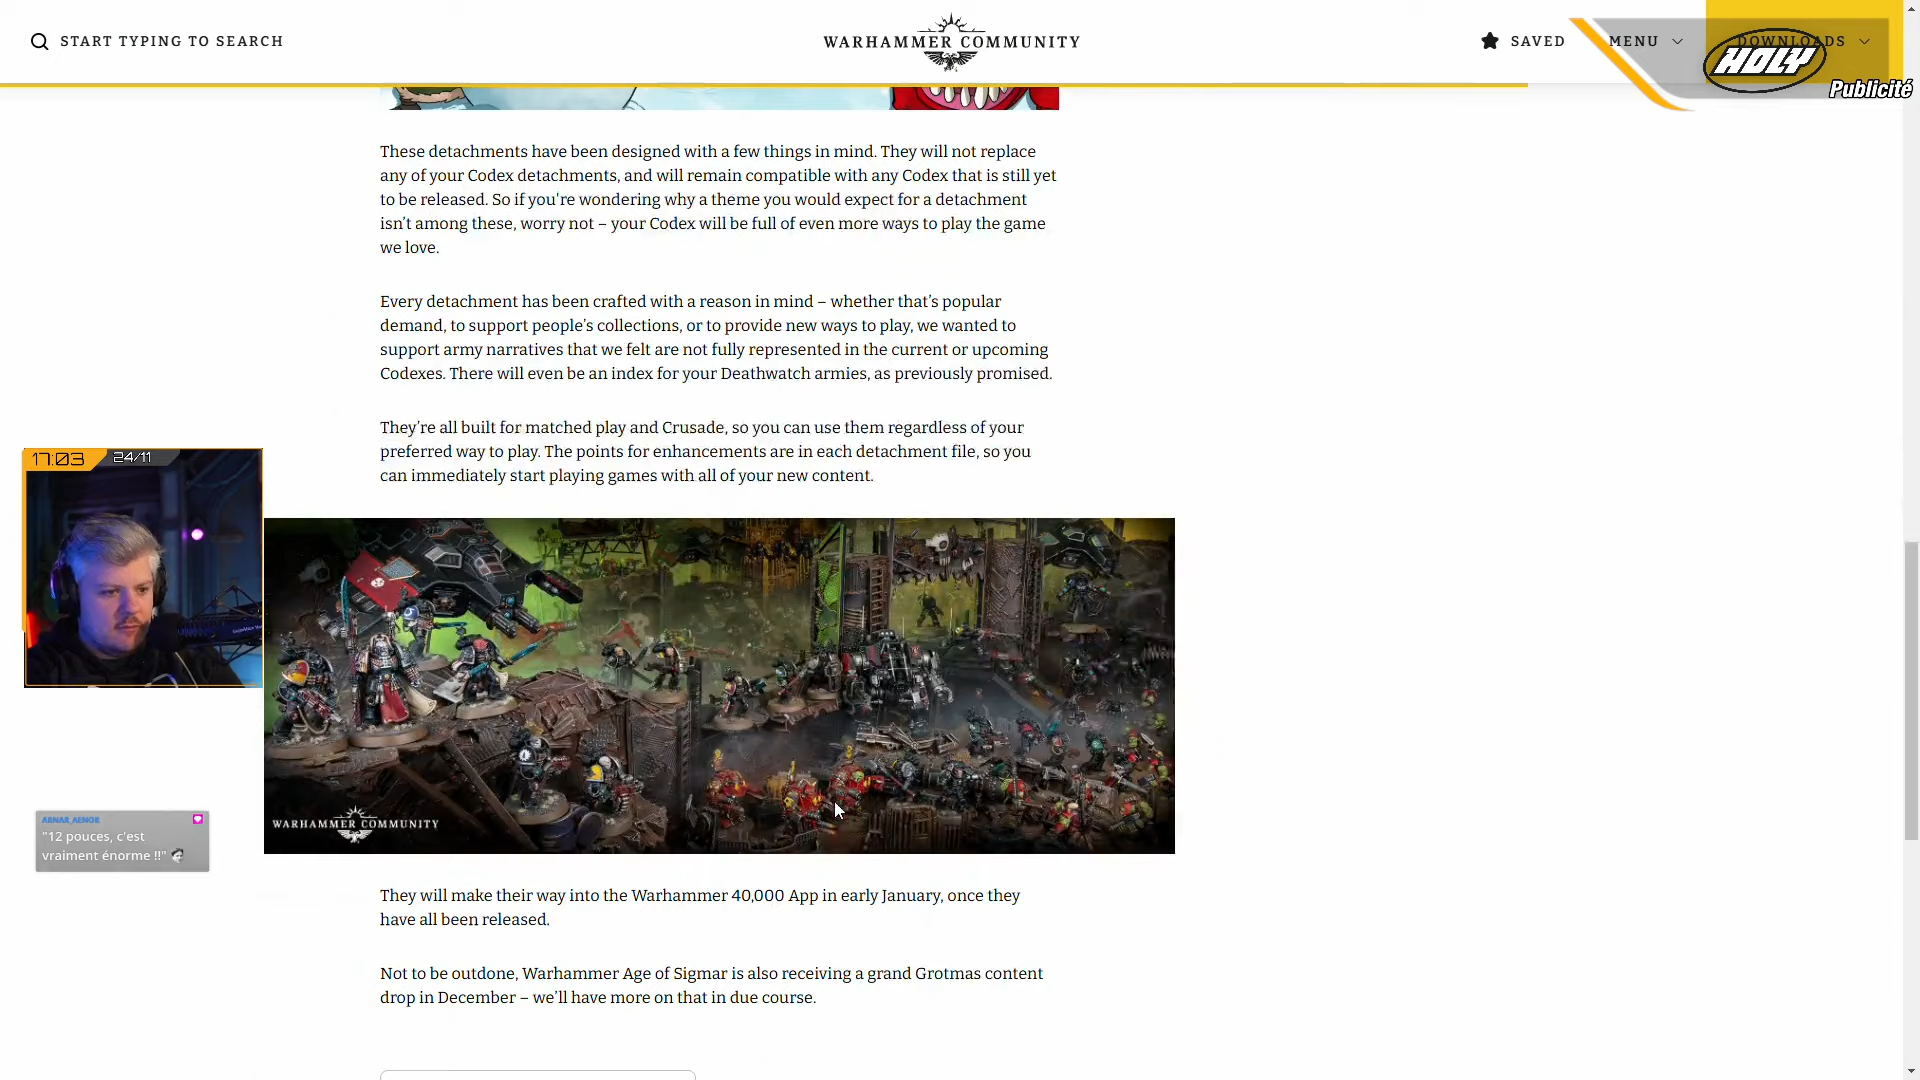 START TYPING TO SEARCH
WARHAMMER COMMUNITY
SAVED
MENU
DOWNLOADS
HOLY
Publicité
These detachments have been designed with a few things in mind. They will not replace
any of your Codex detachments, and will remain compatible with any Codex that is still yet
to be released. So if you're wondering why a theme you would expect for a detachment
isn’t among these, worry not – your Codex will be full of even more ways to play the game
we love.
Every detachment has been crafted with a reason in mind – whether that’s popular
demand, to support people’s collections, or to provide new ways to play, we wanted to
support army narratives that we felt are not fully represented in the current or upcoming
Codexes. There will even be an index for your Deathwatch armies, as previously promised.
They’re all built for matched play and Crusade, so you can use them regardless of your
preferred way to play. The points for enhancements are in each detachment file, so you
can immediately start playing games with all of your new content.
17:03
24/11
ARNAR_AENOR
"12 pouces, c'est
vraiment énorme !!"
WARHAMMER COMMUNITY
They will make their way into the Warhammer 40,000 App in early January, once they
have all been released.
Not to be outdone, Warhammer Age of Sigmar is also receiving a grand Grotmas content
drop in December – we’ll have more on that in due course.